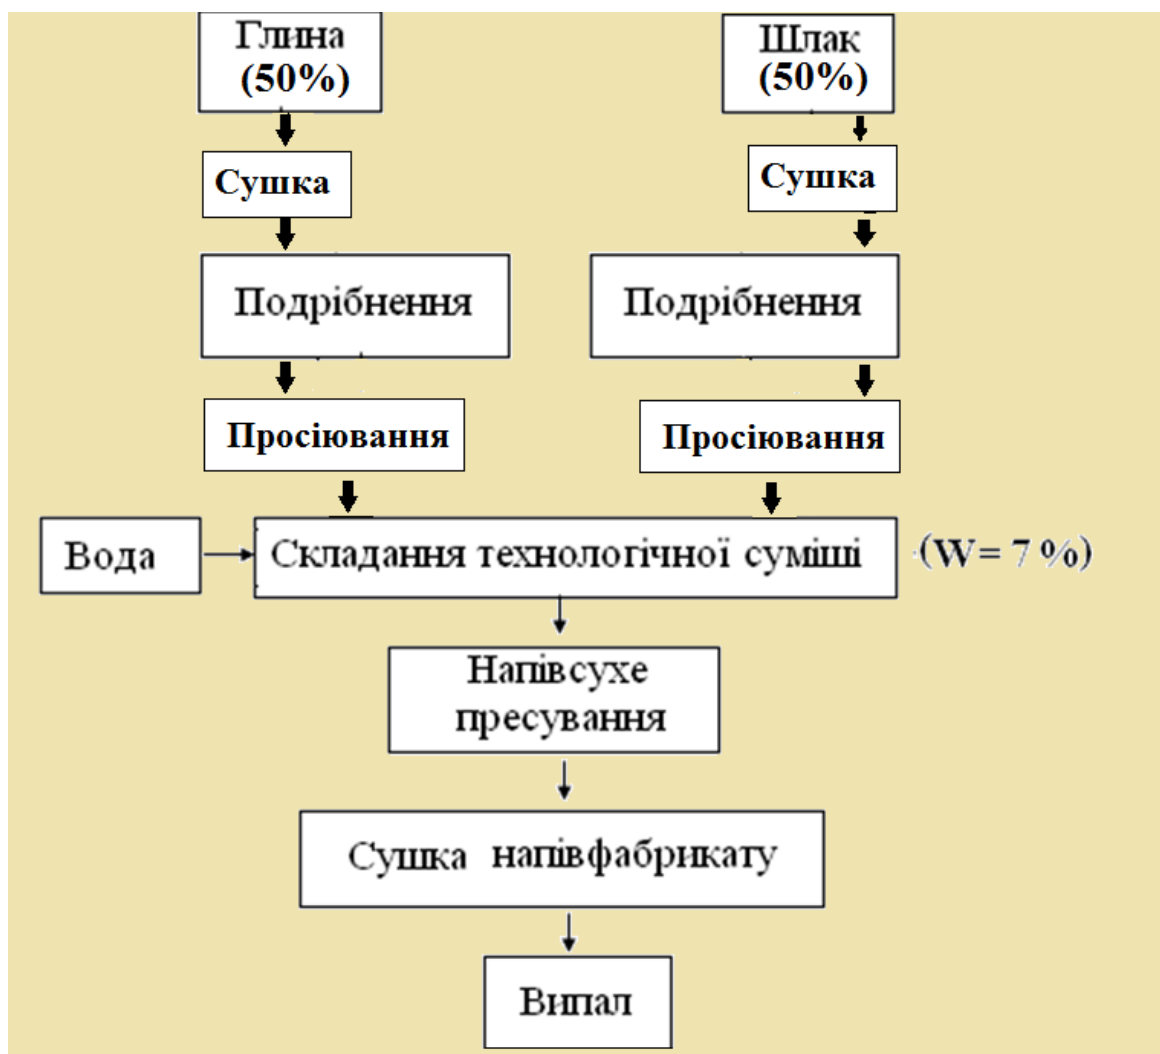 Глина
(50%)
Шлак
(50%)
Сушка
Сушка
Подрібнення
Подрібнення
Просіювання
Просіювання
Вода
Складання технологічної суміші
(W = 7 %)
Напівсухе
пресування
Сушка напівфабрикату
Випал